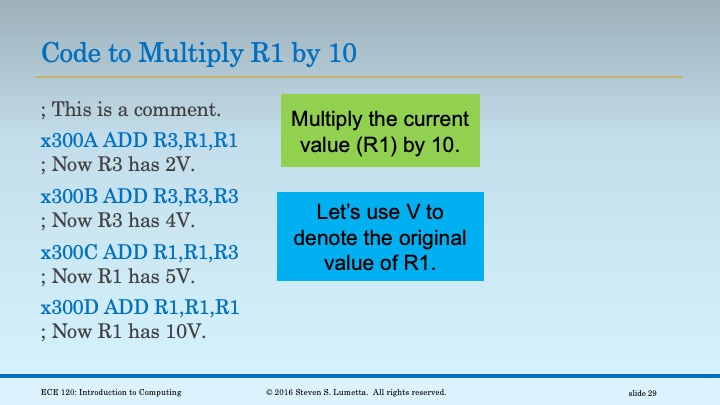 Code to Multiply R1 by 10
; This is a comment.
x300A ADD R3,R1,R1
; Now R3 has 2V.
x300B ADD R3,R3,R3
; Now R3 has 4V.
x300C ADD R1,R1,R3
; Now R1 has 5V.
x300D ADD R1,R1,R1
; Now R1 has 10V.
Multiply the current
value (R1) by 10.
Let’s use V to
denote the original
value of R1.
ECE 120: Introduction to Computing
© 2016 Steven S. Lumetta. All rights reserved.
slide 29